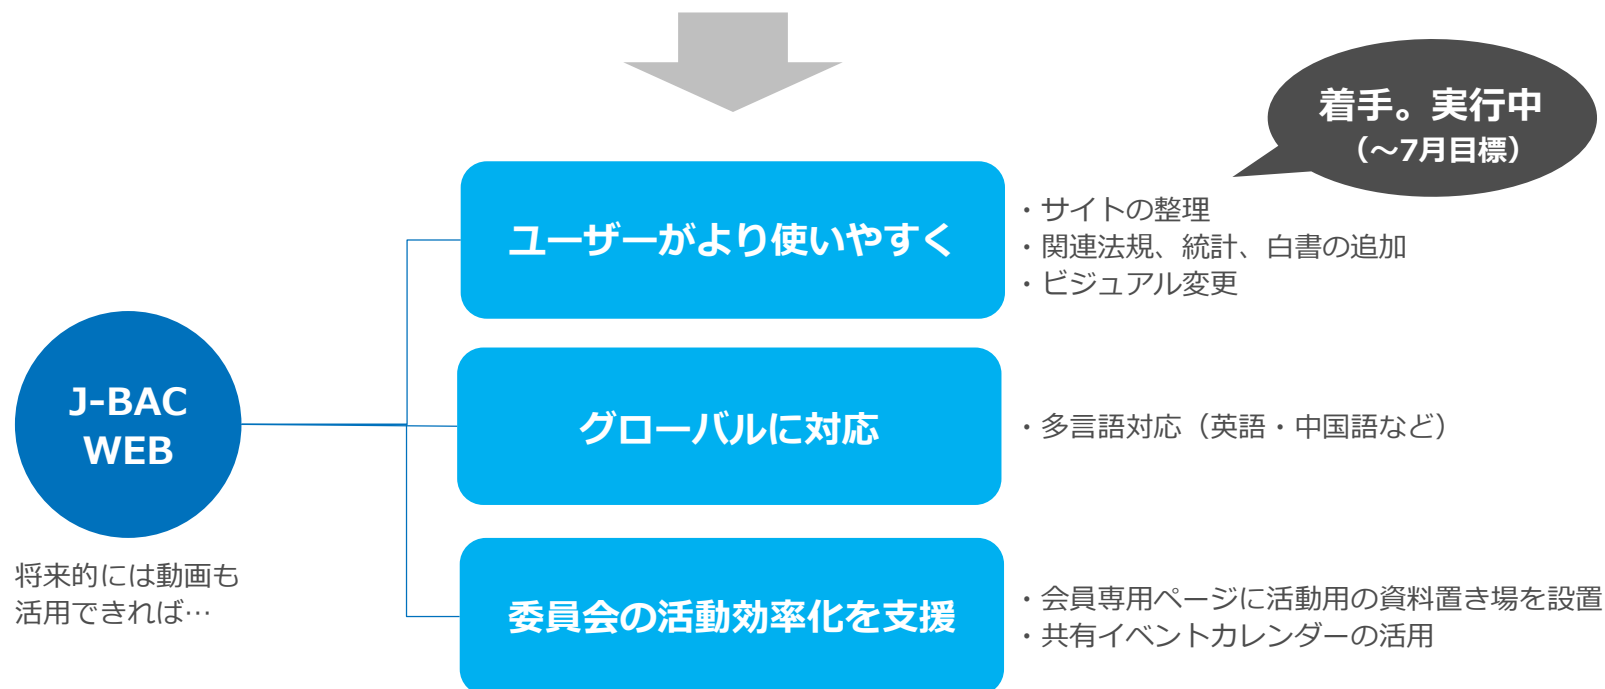 着手。実行中
（～7月目標）
ユーザーがより使いやすく
・サイトの整理
・関連法規、統計、白書の追加
・ビジュアル変更
J-BAC
WEB
グローバルに対応
・多言語対応（英語・中国語など）
将来的には動画も
活用できれば…
委員会の活動効率化を支援
・会員専用ページに活動用の資料置き場を設置
・共有イベントカレンダーの活用